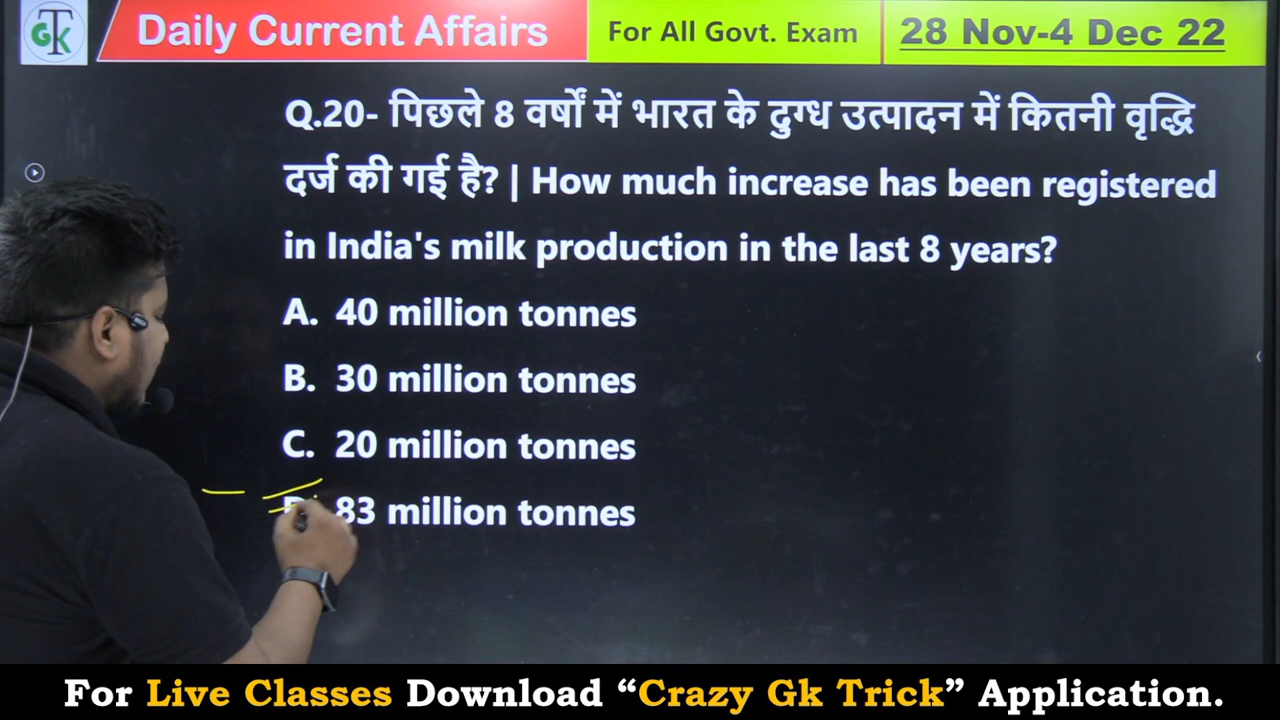 GTK
Daily Current Affairs
For All Govt. Exam
28 Nov-4 Dec 22
Q.20- पिछले 8 वर्षों में भारत के दुग्ध उत्पादन में कितनी वृद्धि
दर्ज की गई है? | How much increase has been registered
in India's milk production in the last 8 years?
A. 40 million tonnes
B. 30 million tonnes
C. 20 million tonnes
83 million tonnes
For Live Classes Download “Crazy Gk Trick” Application.